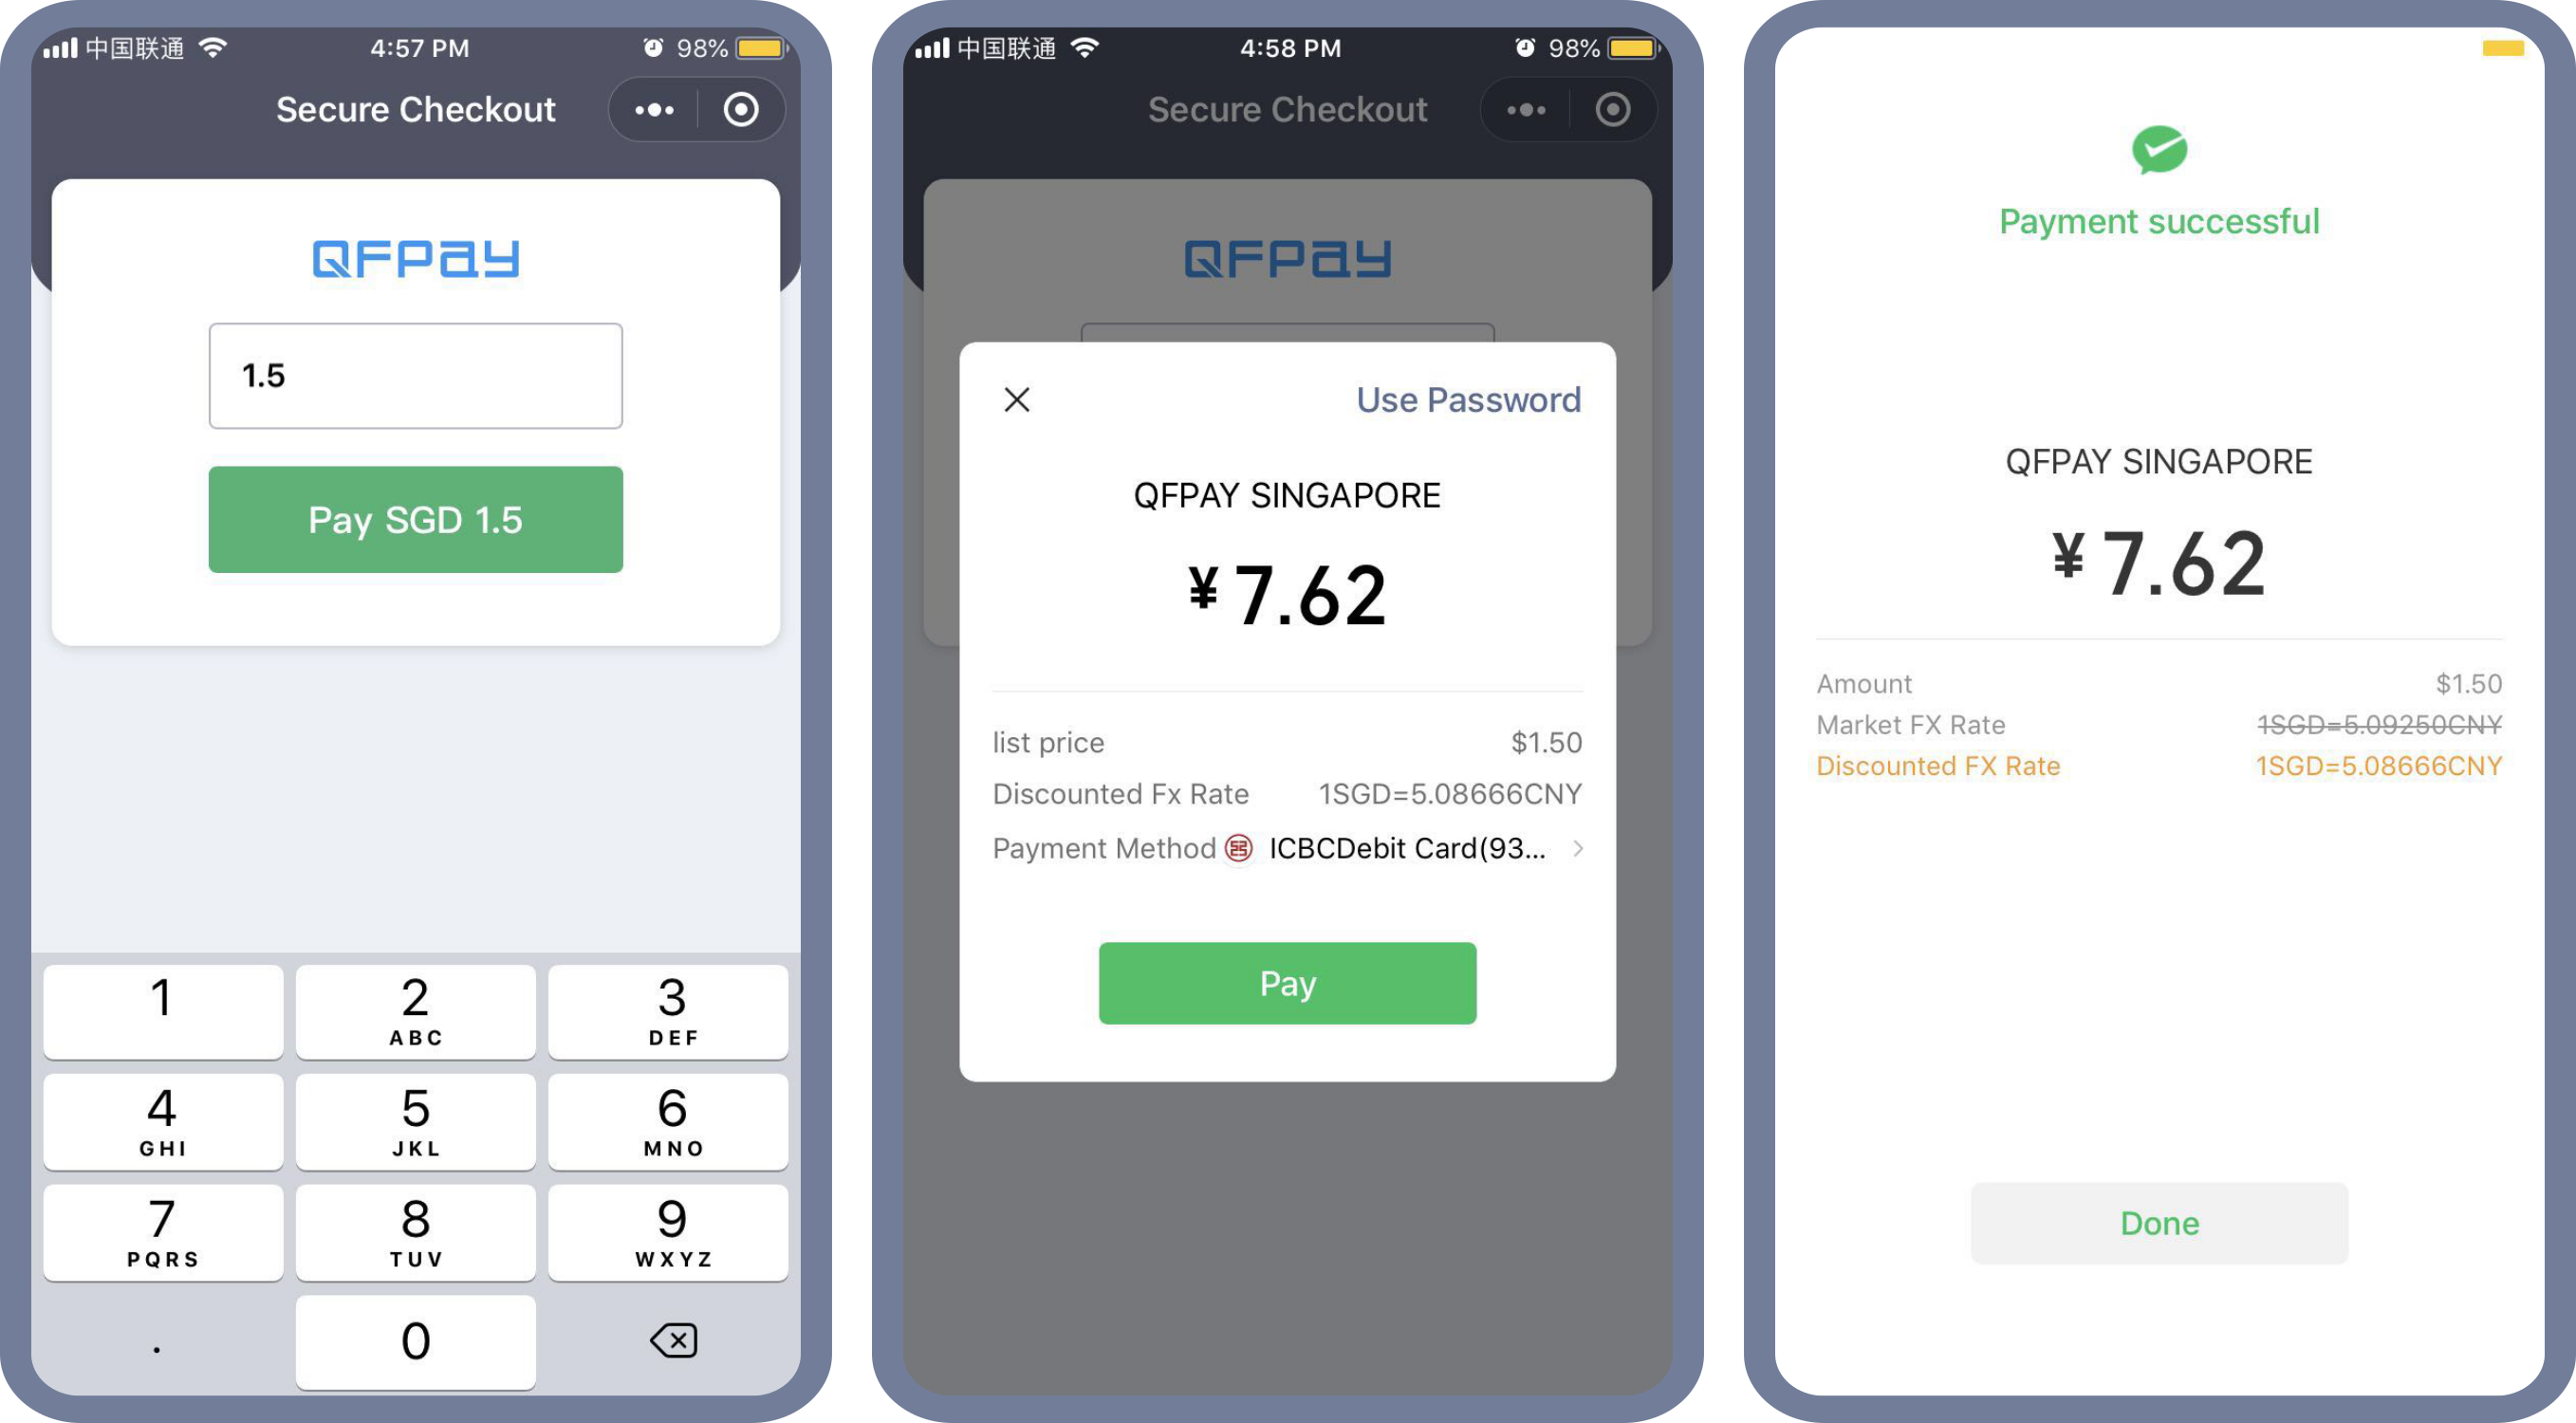 中国联通 4:57 PM 98%
Secure Checkout
QFPay
1.5
Pay SGD 1.5
1
2
ABC
3
DEF
4
GHI
5
JKL
6
MNO
7
PQRS
8
TUV
9
WXYZ
.
0
中国联通 4:58 PM 98%
Secure Checkout
QFPay
Use Password
QFPAY SINGAPORE
¥7.62
list price $1.50
Discounted Fx Rate 1SGD=5.08666CNY
Payment Method ICBCDebit Card(93...
Pay
Payment successful
QFPAY SINGAPORE
¥7.62
Amount $1.50
Market FX Rate 1SGD=5.09250CNY
Discounted FX Rate 1SGD=5.08666CNY
Done